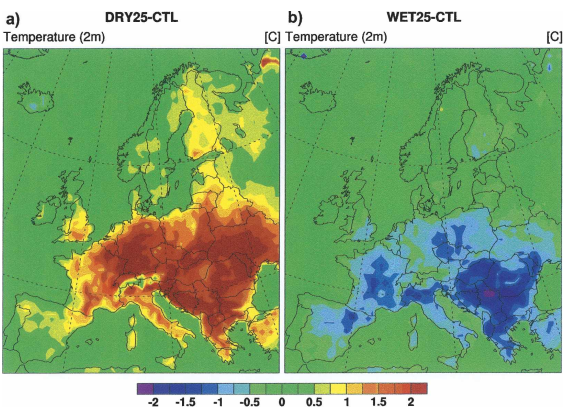 a) DRY25-CTL
Temperature (2m) [C]
b) WET25-CTL
Temperature (2m) [C]
-2 -1.5 -1 -0.5 0 0.5 1 1.5 2